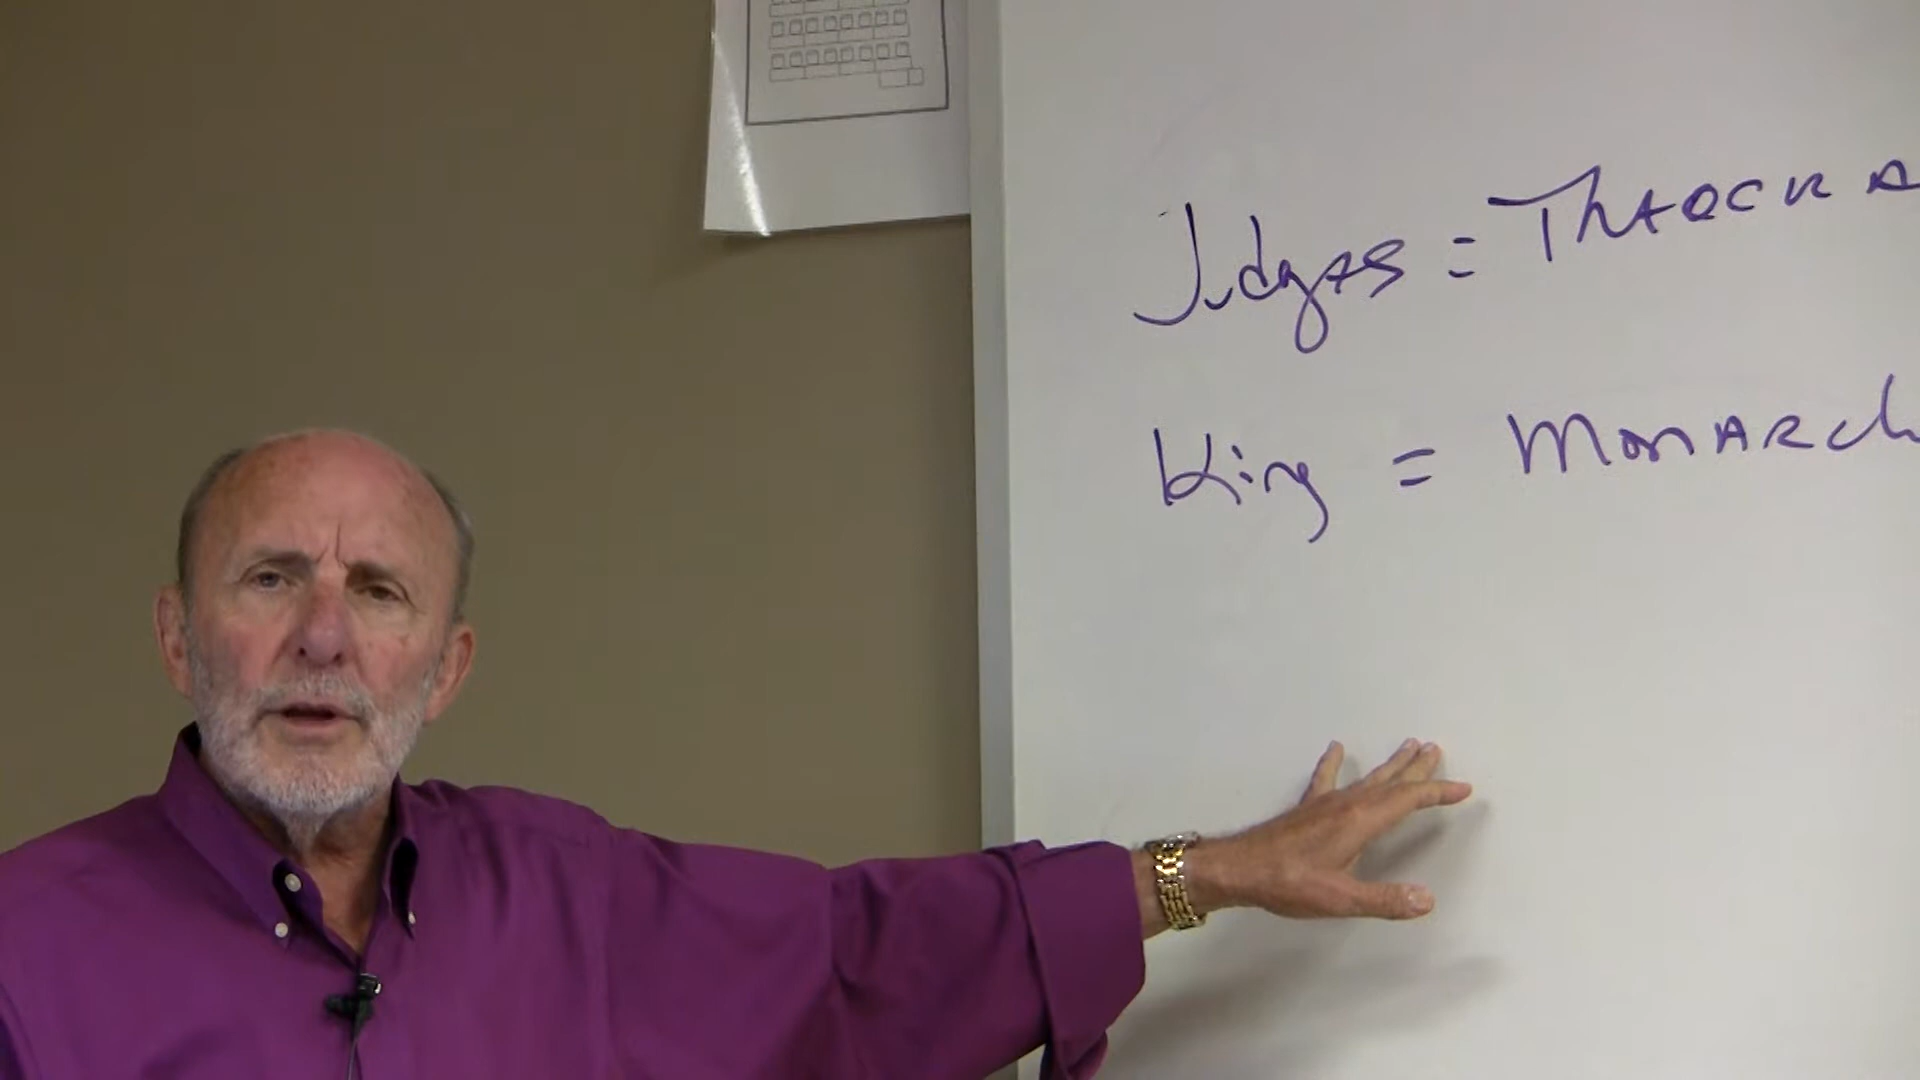 Judges = Theocra
King = Monarch